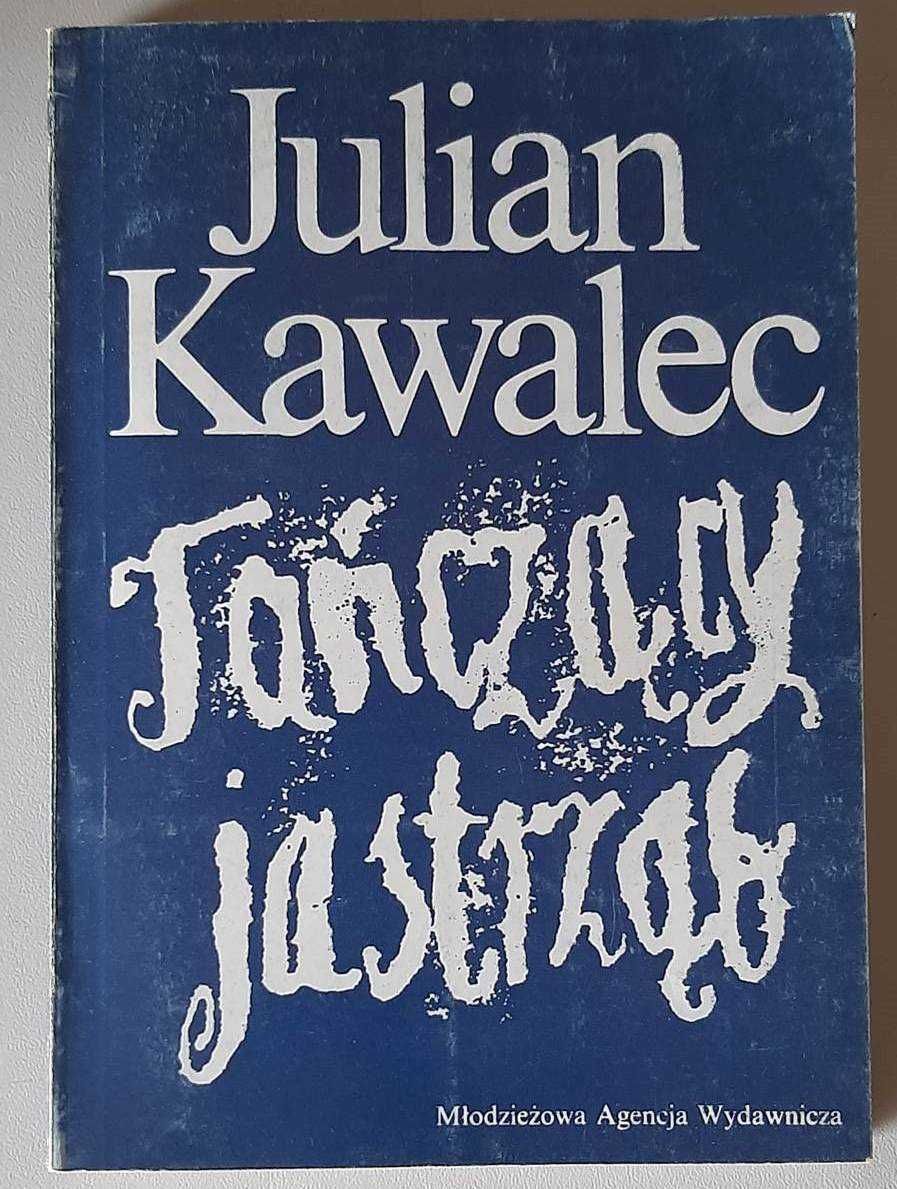 Julian
Kawalec
Tańczący
jastrząb
Młodzieżowa Agencja Wydawnicza